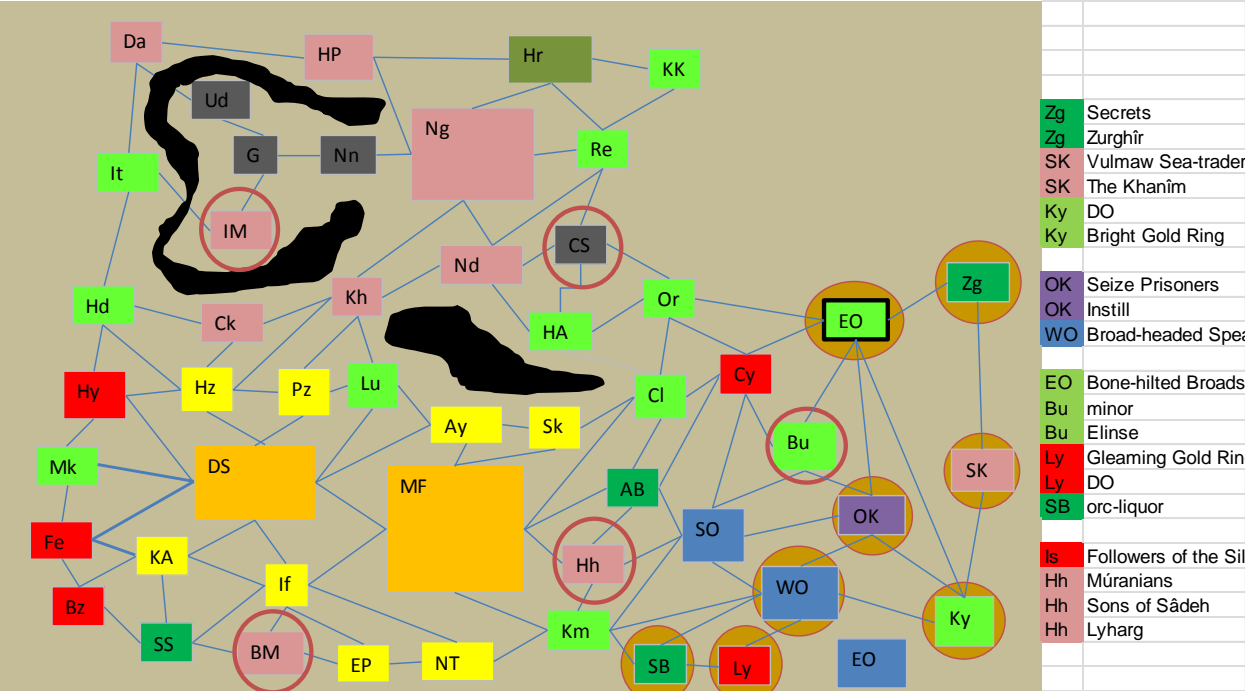 Da
HP
Hr
KK
Ud
Ng
G
Nn
Re
It
IM
CS
Nd
Zg
Hd
Kh
Or
Ck
HA
EO
Hy
Hz
Pz
Lu
Cl
Cy
Ay
Sk
Bu
Mk
DS
MF
AB
SK
Fe
KA
SO
OK
If
Hh
WO
Bz
SS
BM
EP
NT
Km
SB
Ly
EO
Ky
Zg Secrets
Zg Zurghîr
SK Vulmaw Sea-trader
SK The Khanîm
Ky DO
Ky Bright Gold Ring
OK Seize Prisoners
OK Instill
WO Broad-headed Spea
EO Bone-hilted Broads
Bu minor
Bu Elinse
Ly Gleaming Gold Rin
Ly DO
SB orc-liquor
Is Followers of the Sil
Hh Múranians
Hh Sons of Sâdeh
Hh Lyharg